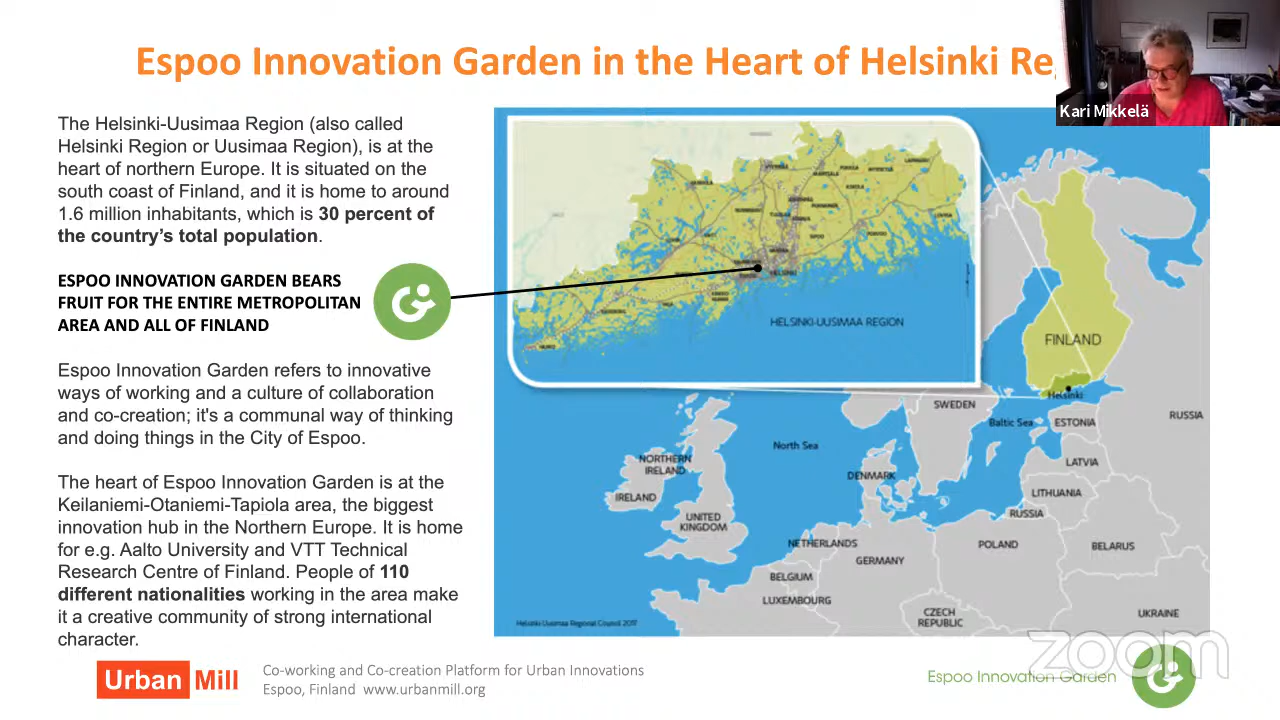 Espoo Innovation Garden in the Heart of Helsinki Re
Kari Mikkelä
The Helsinki-Uusimaa Region (also called
Helsinki Region or Uusimaa Region), is at the
heart of northern Europe. It is situated on the
south coast of Finland, and it is home to around
1.6 million inhabitants, which is 30 percent of
the country's total population.
ESPOO INNOVATION GARDEN BEARS
FRUIT FOR THE ENTIRE METROPOLITAN
AREA AND ALL OF FINLAND
Espoo Innovation Garden refers to innovative
ways of working and a culture of collaboration
and co-creation; it's a communal way of thinking
and doing things in the City of Espoo.
The heart of Espoo Innovation Garden is at the
Keilaniemi-Otaniemi-Tapiola area, the biggest
innovation hub in the Northern Europe. It is home
for e.g. Aalto University and VTT Technical
Research Centre of Finland. People of 110
different nationalities working in the area make
it a creative community of strong international
character.
HELSINKI
HELSINKI-UUSIMAA REGION
FINLAND
Helsinki
SWEDEN
Baltic Sea
ESTONIA
RUSSIA
North Sea
LATVIA
NORTHERN
IRELAND
DENMARK
LITHUANIA
IRELAND
RUSSIA
UNITED
KINGDOM
NETHERLANDS
POLAND
BELARUS
GERMANY
BELGIUM
LUXEMBOURG
CZECH
REPUBLIC
UKRAINE
Helsinki Uusimaa Regional Council 2017
zoom
Urban Mill
Co-working and Co-creation Platform for Urban Innovations
Espoo, Finland www.urbanmill.org
Espoo Innovation Garden